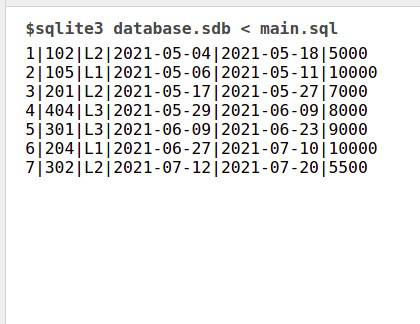 $sqlite3 database.sdb < main.sql
1|102|L2|2021-05-04|2021-05-18|5000
2|105|L1|2021-05-06|2021-05-11|10000
3|201|L2|2021-05-17|2021-05-27|7000
4|404|L3|2021-05-29|2021-06-09|8000
5|301|L3|2021-06-09|2021-06-23|9000
6|204|L1|2021-06-27|2021-07-10|10000
7|302|L2|2021-07-12|2021-07-20|5500